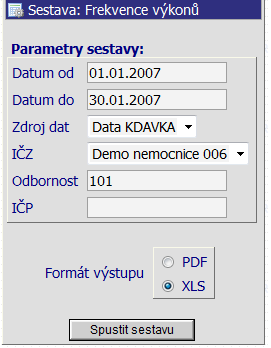 Sestava: Frekvence výkonů
Parametry sestavy:
Datum od 01.01.2007
Datum do 30.01.2007
Zdroj dat Data KDAVKA
IČZ Demo nemocnice 006
Odbornost 101
IČP
Formát výstupu
PDF
XLS
Spustit sestavu